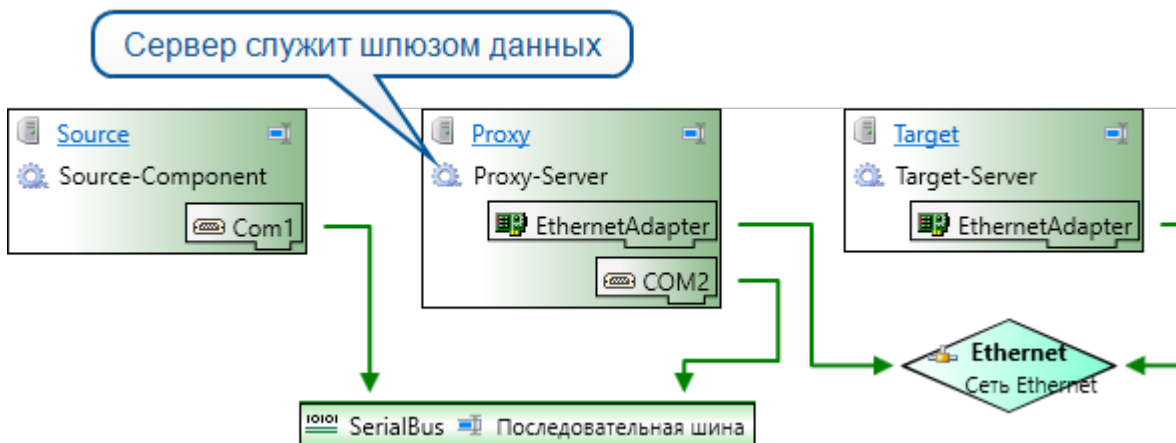 Сервер служит шлюзом данных
Source
Source-Component
Com1
Proxy
Proxy-Server
EthernetAdapter
COM2
Target
Target-Server
EthernetAdapter
Ethernet
Сеть Ethernet
10101
SerialBus
Последовательная шина